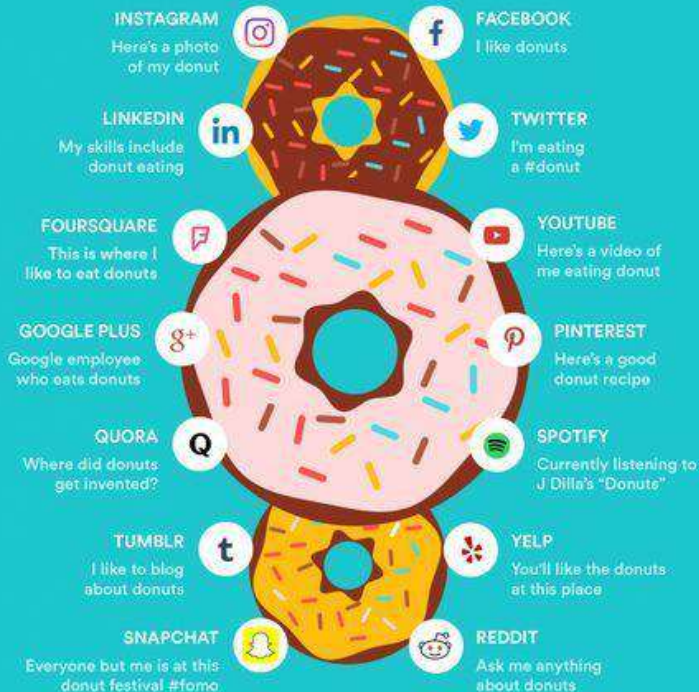 INSTAGRAM
Here's a photo
of my donut
FACEBOOK
I like donuts
LINKEDIN
My skills include
donut eating
TWITTER
I'm eating
a #donut
FOURSQUARE
This is where I
like to eat donuts
YOUTUBE
Here's a video of
me eating donut
GOOGLE PLUS
Google employee
who eats donuts
PINTEREST
Here's a good
donut recipe
QUORA
Where did donuts
get invented?
SPOTIFY
Currently listening to
J Dilla's "Donuts"
TUMBLR
I like to blog
about donuts
YELP
You'll like the donuts
at this place
SNAPCHAT
Everyone but me is at this
donut festival #fomo
REDDIT
Ask me anything
about donuts